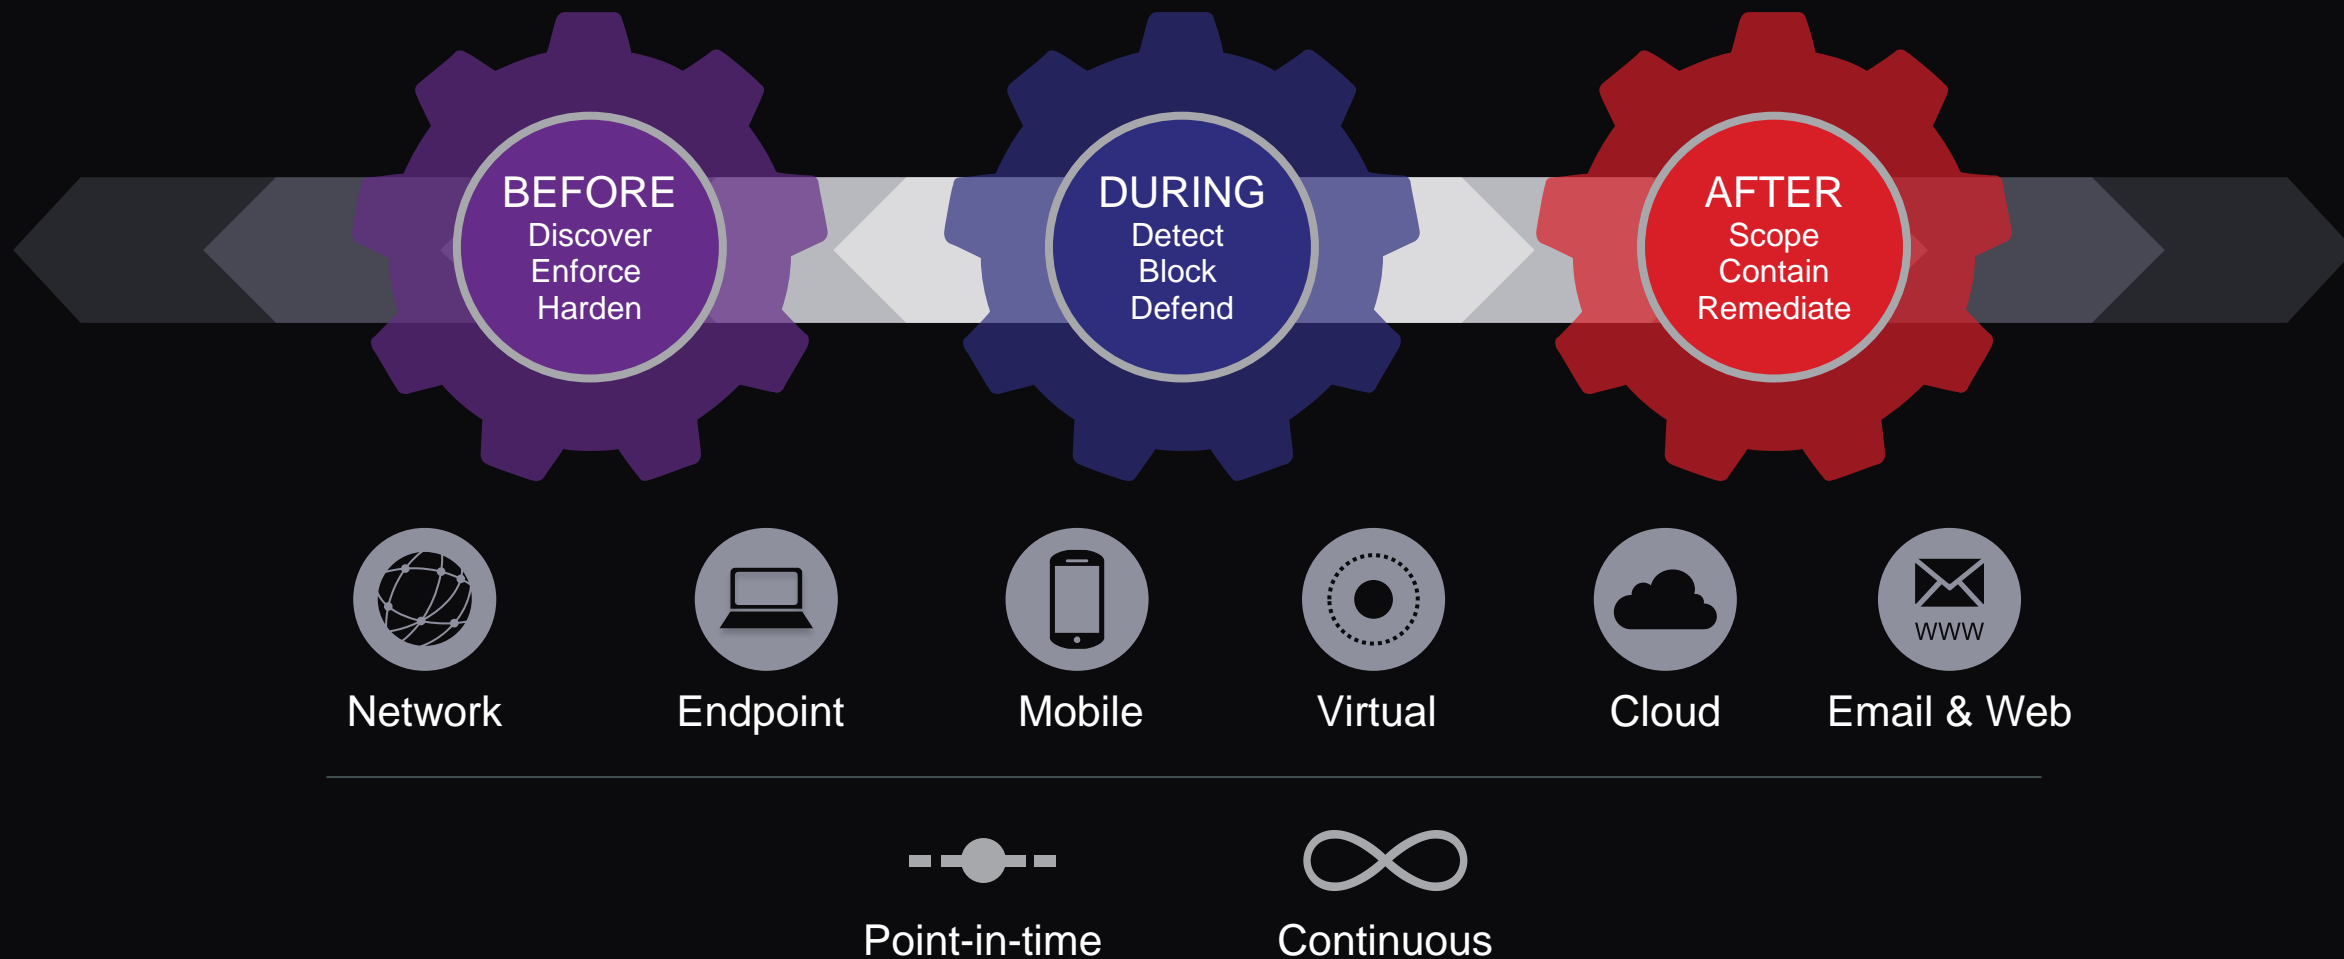 BEFORE
Discover
Enforce
Harden
DURING
Detect
Block
Defend
AFTER
Scope
Contain
Remediate
WWW
Network
Endpoint
Mobile
Virtual
Cloud
Email & Web
Point-in-time
Continuous